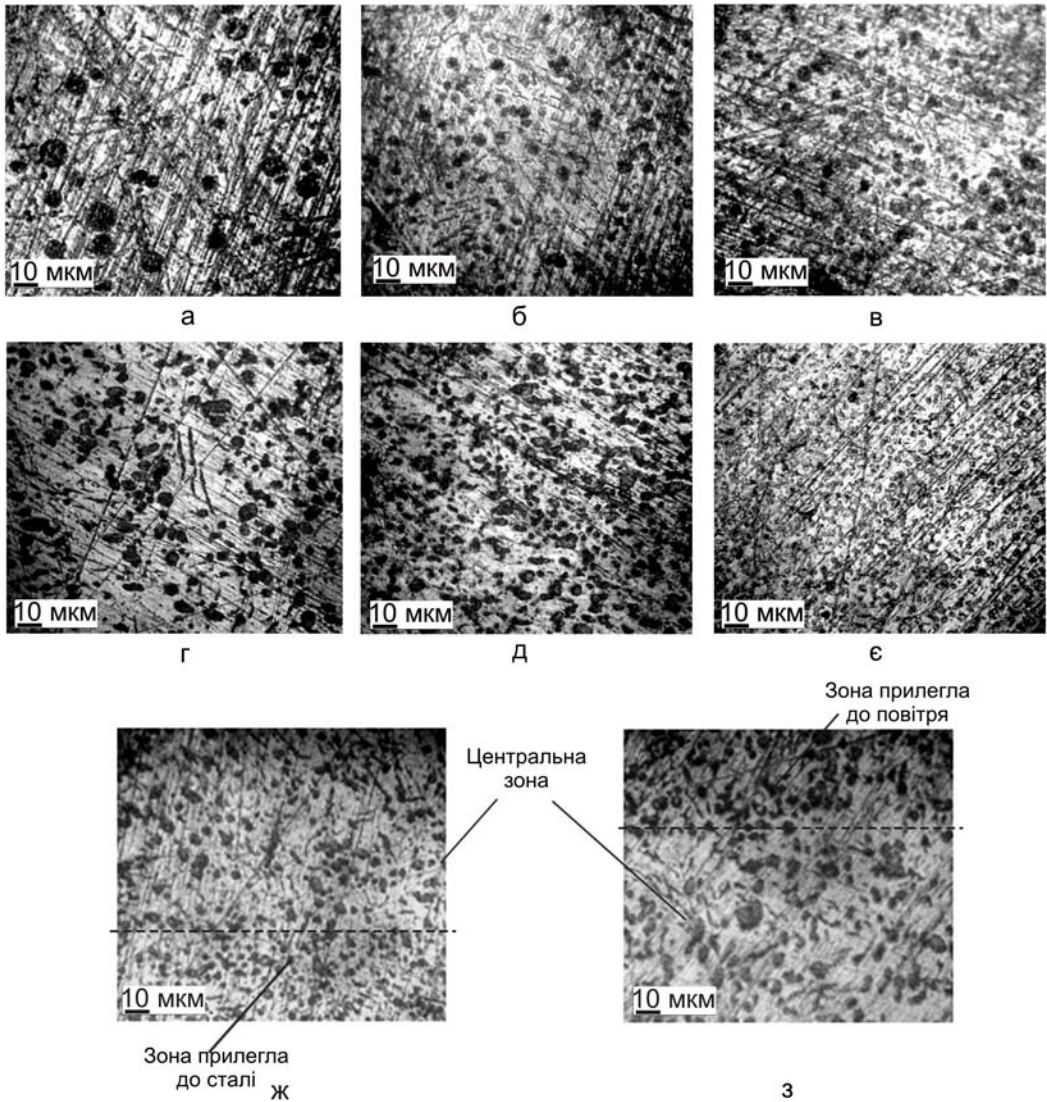 10 мкм
10 мкм
10 мкм
а
б
в
10 мкм
10 мкм
10 мкм
г
д
є
Зона прилегла
до повітря
Центральна
зона
10 мкм
10 мкм
Зона прилегла
до сталі
ж
з